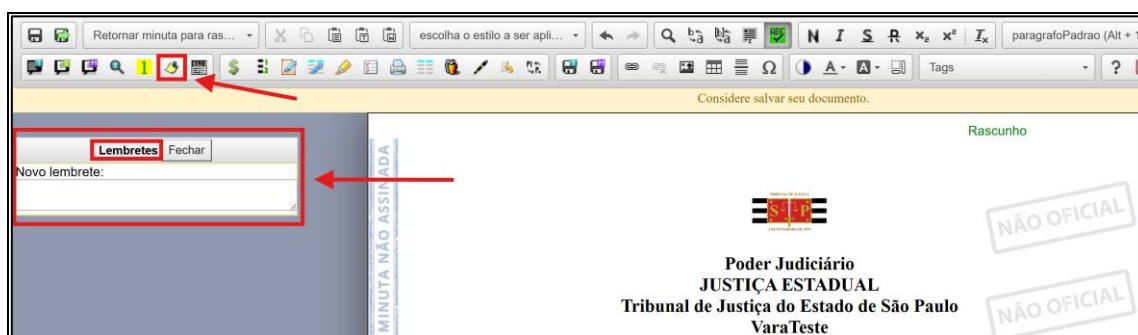 Retornar minuta para ras...
escolha o estilo a ser apli...
ABC
N I S R x₂ x² Iₓ
paragrafoPadrao (Alt + 1
$ Ω A A Tags ?
Considere salvar seu documento.
Rascunho
Lembretes Fechar
Novo lembrete:
MINUTA NÃO ASSINADA
S P
NÃO OFICIAL
Poder Judiciário
JUSTIÇA ESTADUAL
Tribunal de Justiça do Estado de São Paulo
NÃO OFICIAL
VaraTeste